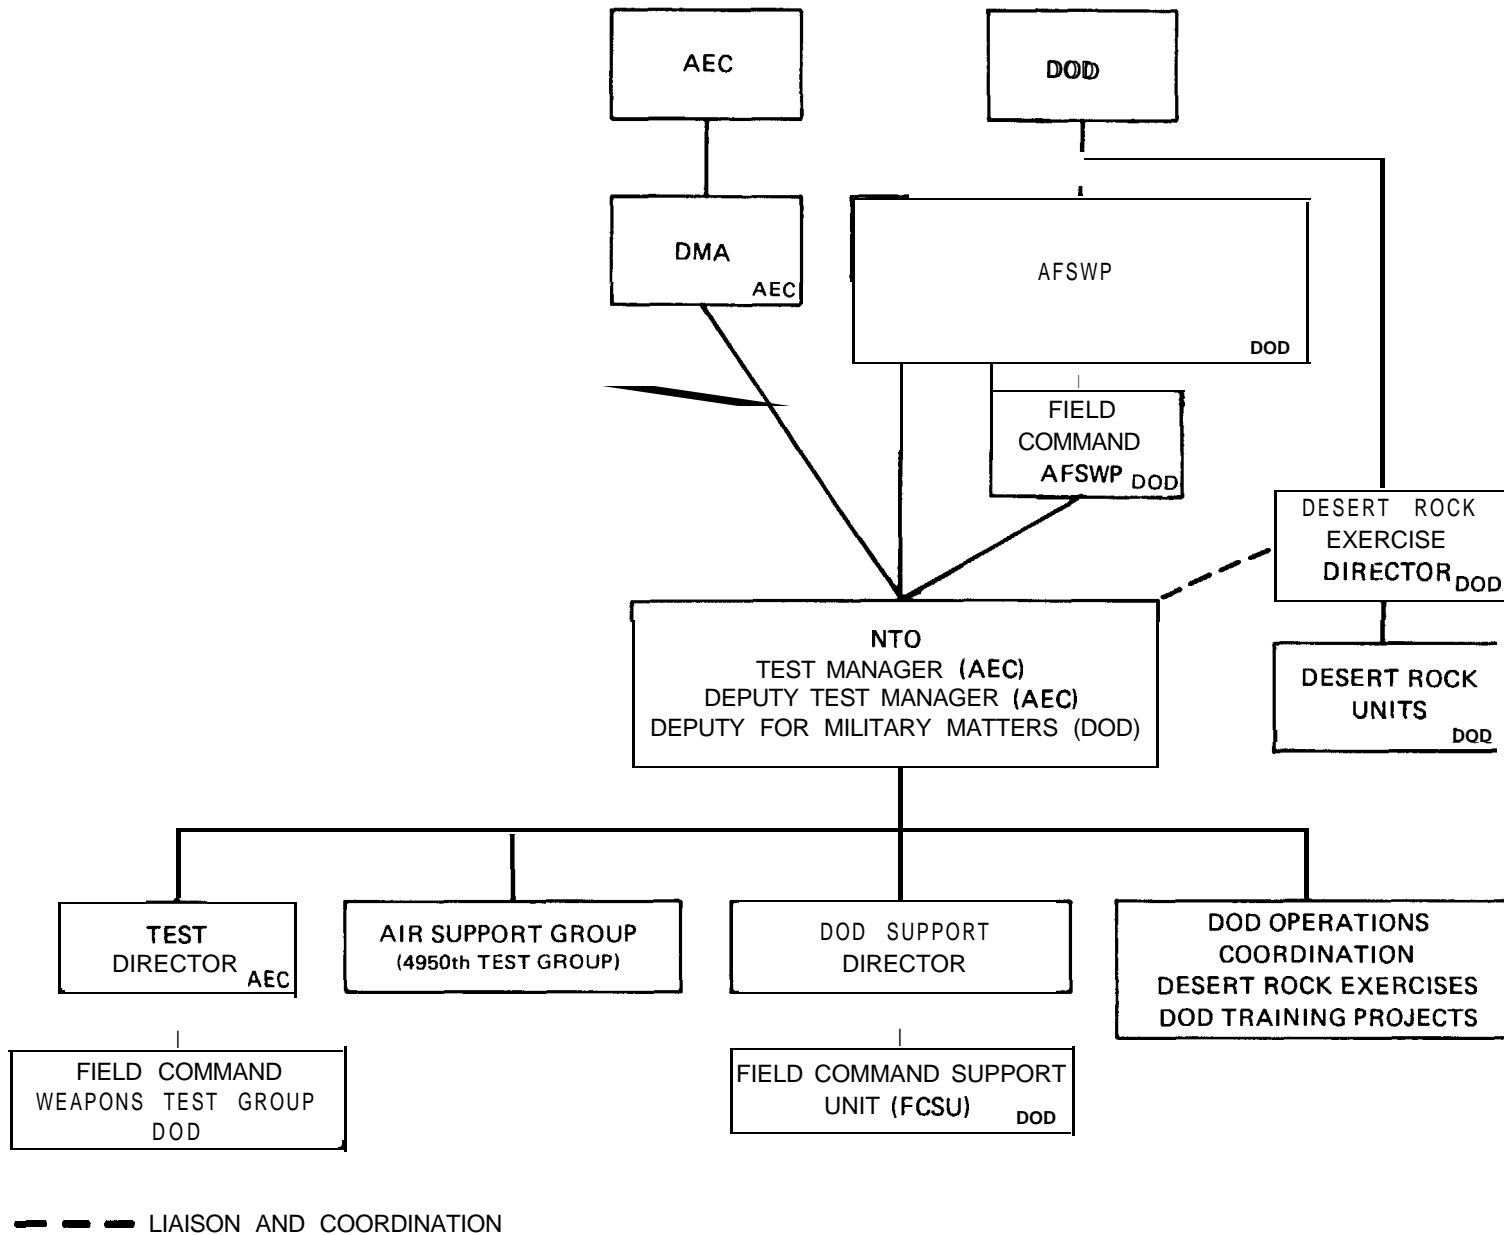 AEC
DOD
DMA
AEC
AFSWP
DOD
FIELD
COMMAND
AFSWP DOD
DESERT ROCK
EXERCISE
DIRECTOR DOD
NTO
TEST MANAGER (AEC)
DEPUTY TEST MANAGER (AEC)
DEPUTY FOR MILITARY MATTERS (DOD)
DESERT ROCK
UNITS
DOD
TEST
DIRECTOR AEC
AIR SUPPORT GROUP
(4950th TEST GROUP)
DOD SUPPORT
DIRECTOR
DOD OPERATIONS
COORDINATION
DESERT ROCK EXERCISES
DOD TRAINING PROJECTS
FIELD COMMAND
WEAPONS TEST GROUP
DOD
FIELD COMMAND SUPPORT
UNIT (FCSU) DOD
LIAISON AND COORDINATION